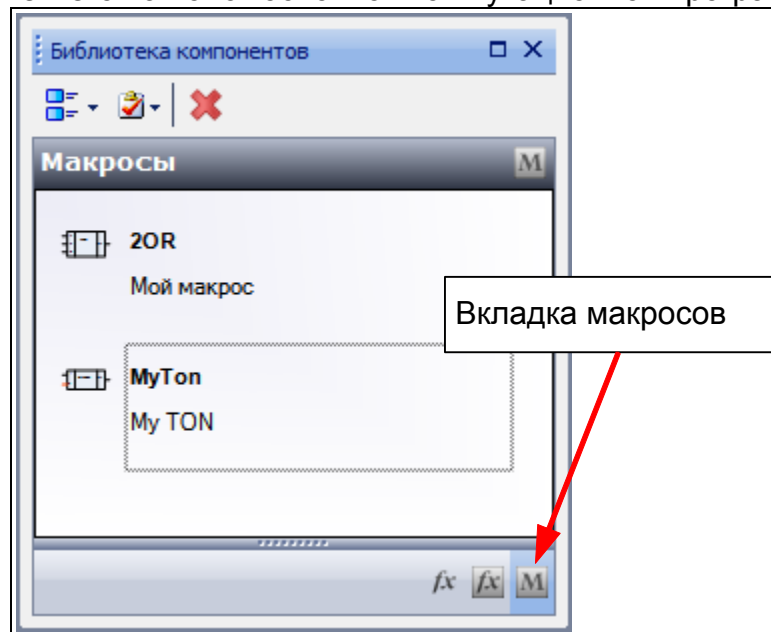 Библиотека компонентов
Макросы M
2OR
Мой макрос
Вкладка макросов
MyTon
My TON
fx fx M